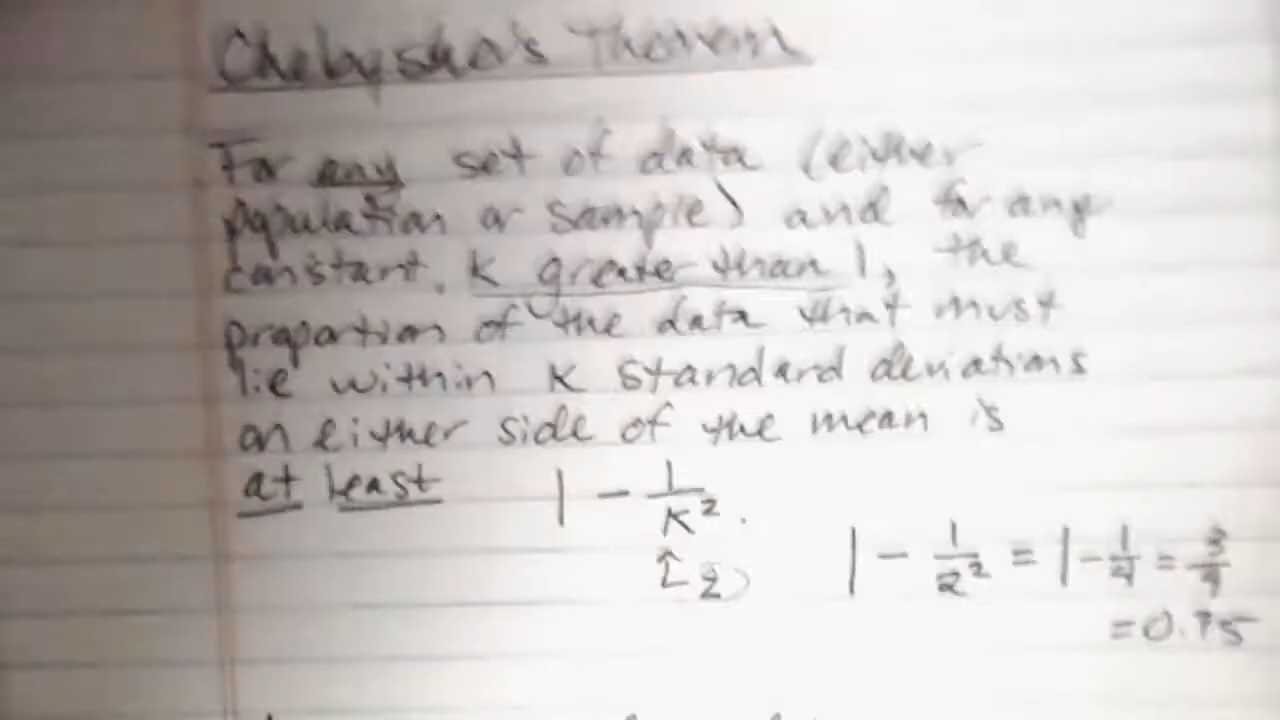 Chebyshev's Theorem
For any set of data (either
population or sample) and for any
constant, K greater than 1, the
proportion of the data that must
lie within K standard deviations
on either side of the mean is
at least 1 - 1/K².
↑ 2
1 - 1/2² = 1 - 1/4 = 3/4
= 0.75